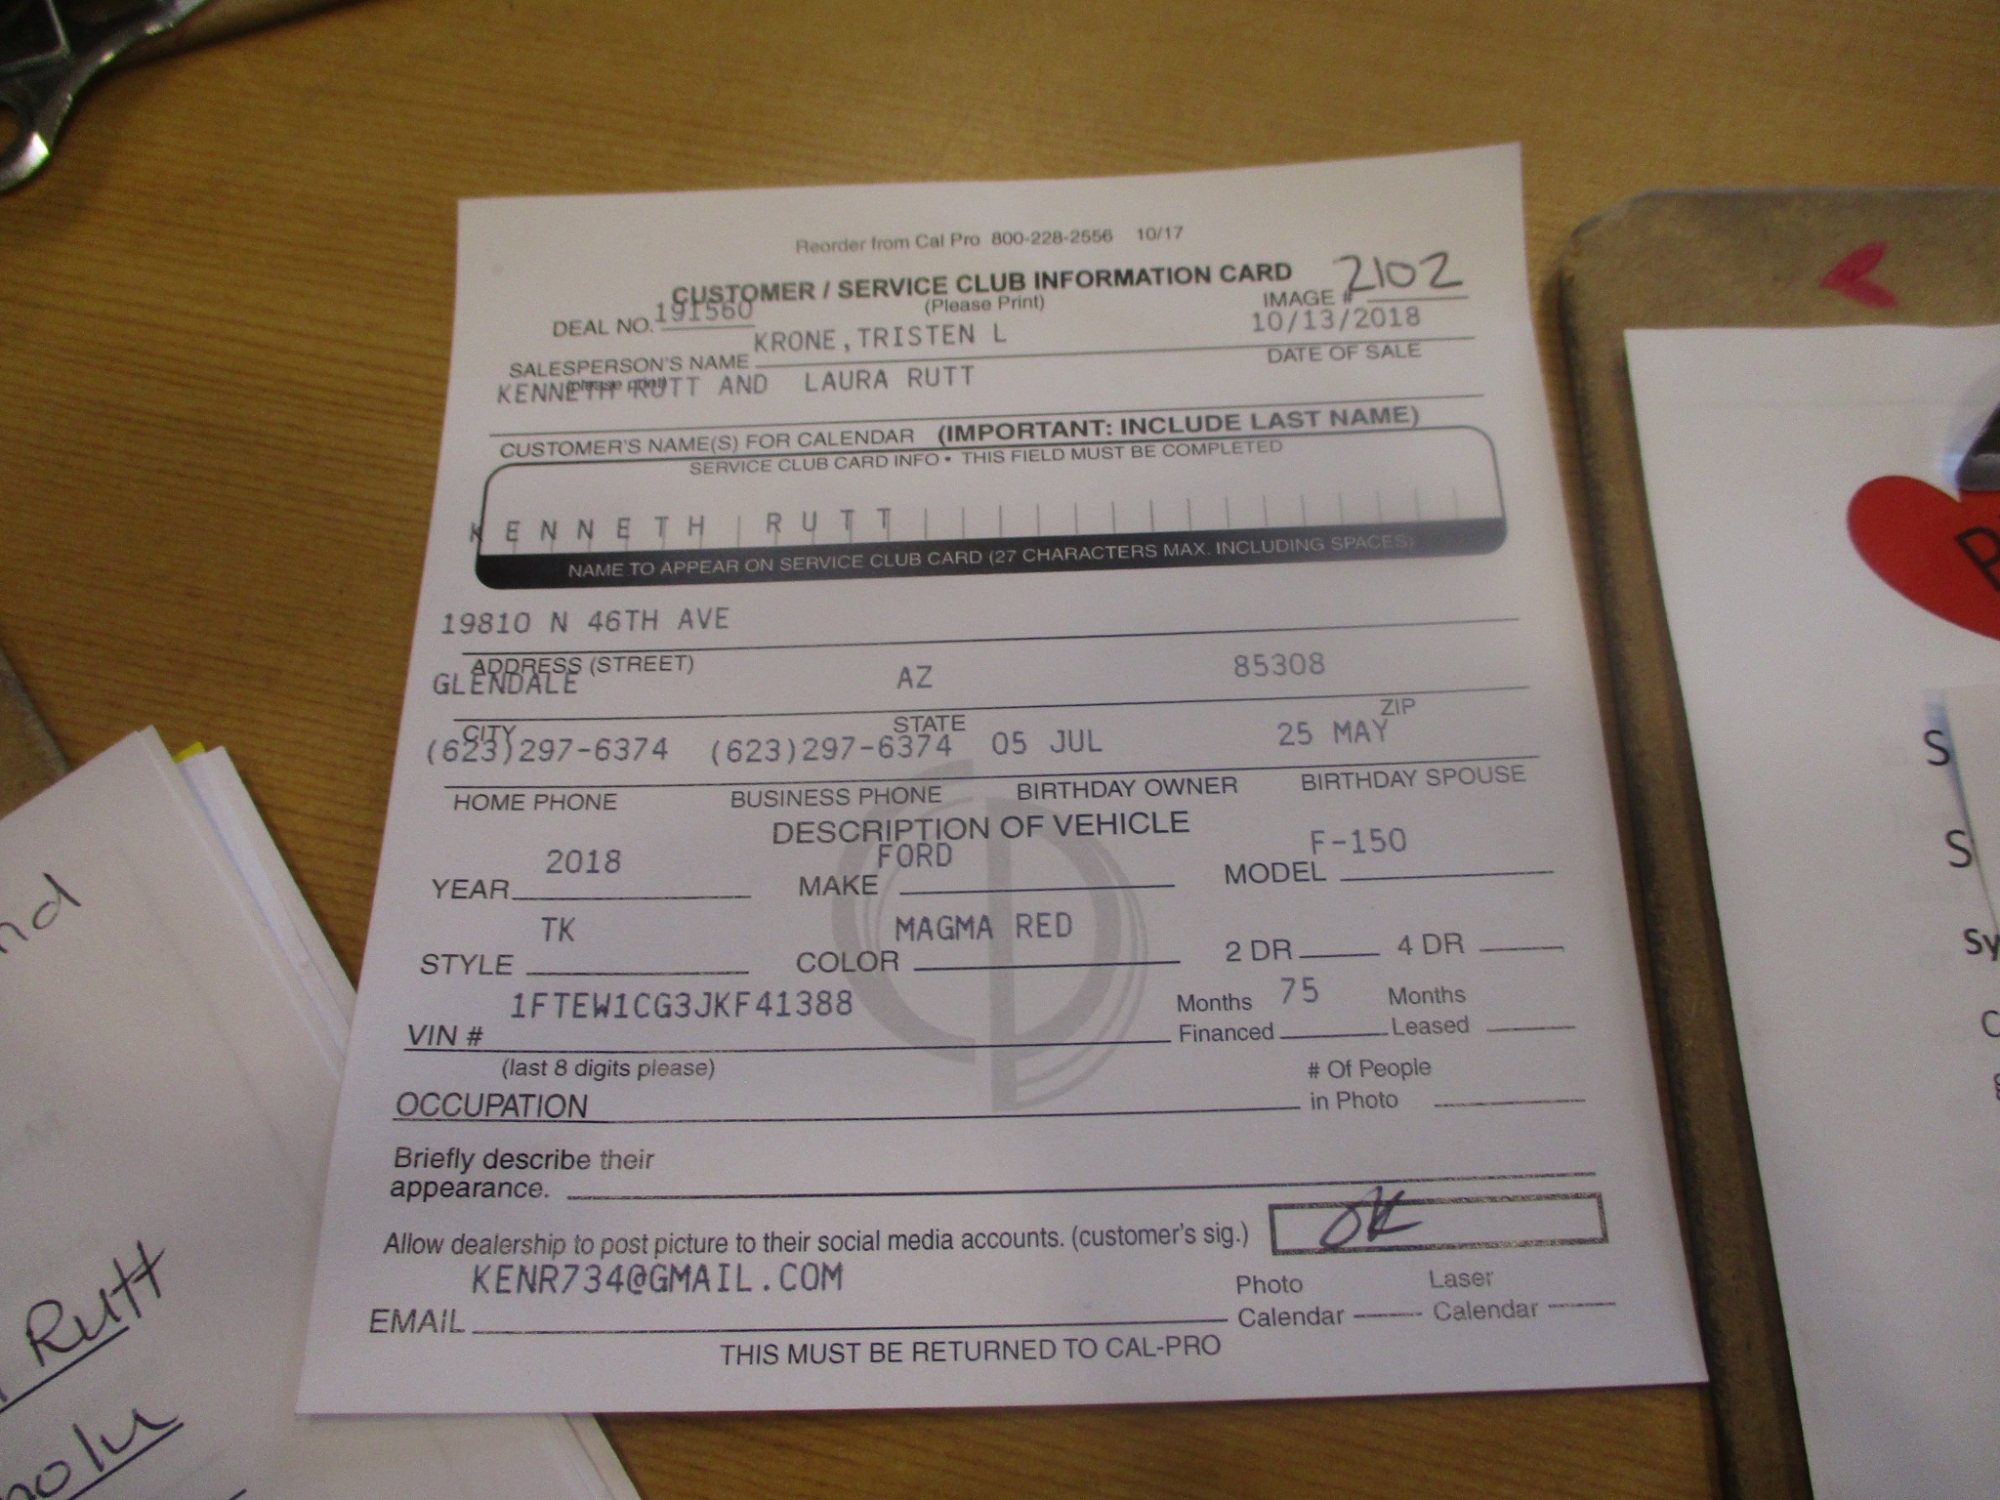 Reorder from Cal Pro 800-228-2556 10/17
CUSTOMER / SERVICE CLUB INFORMATION CARD
(Please Print)
IMAGE # 2102
DEAL NO. 191560
KRONE,TRISTEN L
10/13/2018
SALESPERSON'S NAME
DATE OF SALE
(please print)
KENNETH RUTT AND LAURA RUTT
CUSTOMER'S NAME(S) FOR CALENDAR (IMPORTANT: INCLUDE LAST NAME)
SERVICE CLUB CARD INFO • THIS FIELD MUST BE COMPLETED
KENNETH RUTT
NAME TO APPEAR ON SERVICE CLUB CARD (27 CHARACTERS MAX. INCLUDING SPACES)
19810 N 46TH AVE
ADDRESS (STREET)
GLENDALE AZ 85308
CITY STATE ZIP
(623)297-6374 (623)297-6374 05 JUL 25 MAY
HOME PHONE BUSINESS PHONE BIRTHDAY OWNER BIRTHDAY SPOUSE
DESCRIPTION OF VEHICLE
2018 FORD F-150
YEAR MAKE MODEL
TK MAGMA RED
STYLE COLOR 2 DR 4 DR
1FTEW1CG3JKF41388
Months 75 Months
VIN # Financed Leased
(last 8 digits please)
# Of People
OCCUPATION in Photo
Briefly describe their
appearance.
Allow dealership to post picture to their social media accounts. (customer's sig.) OK
KENR734@GMAIL.COM
Photo Laser
EMAIL Calendar Calendar
THIS MUST BE RETURNED TO CAL-PRO
Rutt